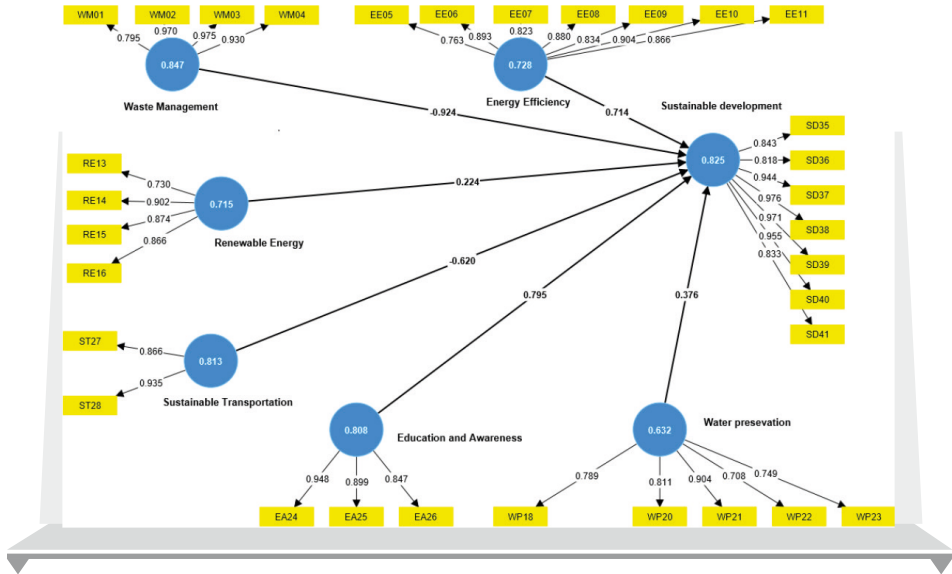 WM01 WM02 WM03 WM04 EE05 EE06 EE07 EE08 EE09 EE10 EE11
0.795 0.970 0.975 0.930 0.763 0.893 0.823 0.880 0.834 0.904 0.866
0.847 0.728
Waste Management Energy Efficiency Sustainable development
-0.924 0.714
SD35
0.843
RE13 0.825 0.818 SD36
0.730 0.944 SD37
RE14 0.902 0.715 0.224 0.976
0.874 0.971 SD38
RE15 0.955
0.866 Renewable Energy 0.833 SD39
RE16 -0.620
0.795 0.376 SD40
ST27 SD41
0.866 0.813
0.935
ST28 Sustainable Transportation
0.808 Education and Awareness 0.632 Water presevation
0.948 0.899 0.847 0.789 0.811 0.904 0.708 0.749
EA24 EA25 EA26 WP18 WP20 WP21 WP22 WP23